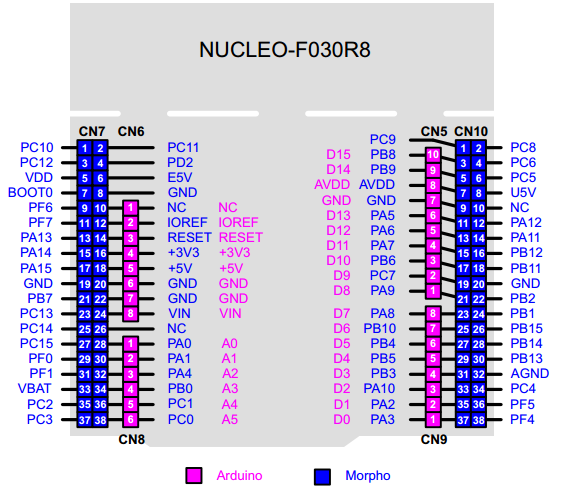 NUCLEO-F030R8
CN7 CN6 CN5 CN10
PC9
PC10 1 2 PC11 D15 PB8 10 1 2 PC8
PC12 3 4 PD2 D14 PB9 9 3 4 PC6
VDD 5 6 E5V AVDD AVDD 8 5 6 PC5
BOOT0 7 8 GND GND GND 7 7 8 U5V
PF6 9 10 1 NC NC D13 PA5 6 9 10 NC
PF7 11 12 2 IOREF IOREF D12 PA6 5 11 12 PA12
PA13 13 14 3 RESET RESET D11 PA7 4 13 14 PA11
PA14 15 16 4 +3V3 +3V3 D10 PB6 3 15 16 PB12
PA15 17 18 5 +5V +5V D9 PC7 2 17 18 PB11
GND 19 20 6 GND GND D8 PA9 1 19 20 GND
PB7 21 22 7 GND GND 21 22 PB2
PC13 23 24 8 VIN VIN D7 PA8 8 23 24 PB1
PC14 25 26 NC D6 PB10 7 25 26 PB15
PC15 27 28 1 PA0 A0 D5 PB4 6 27 28 PB14
PF0 29 30 2 PA1 A1 D4 PB5 5 29 30 PB13
PF1 31 32 3 PA4 A2 D3 PB3 4 31 32 AGND
VBAT 33 34 4 PB0 A3 D2 PA10 3 33 34 PC4
PC2 35 36 5 PC1 A4 D1 PA2 2 35 36 PF5
PC3 37 38 6 PC0 A5 D0 PA3 1 37 38 PF4
CN8 CN9
Arduino Morpho